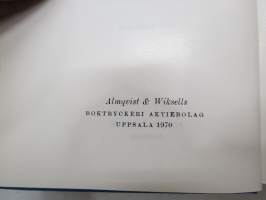 Almqvist & Wiksells
BOKTRYCKERI AKTIEBOLAG
UPPSALA 1970